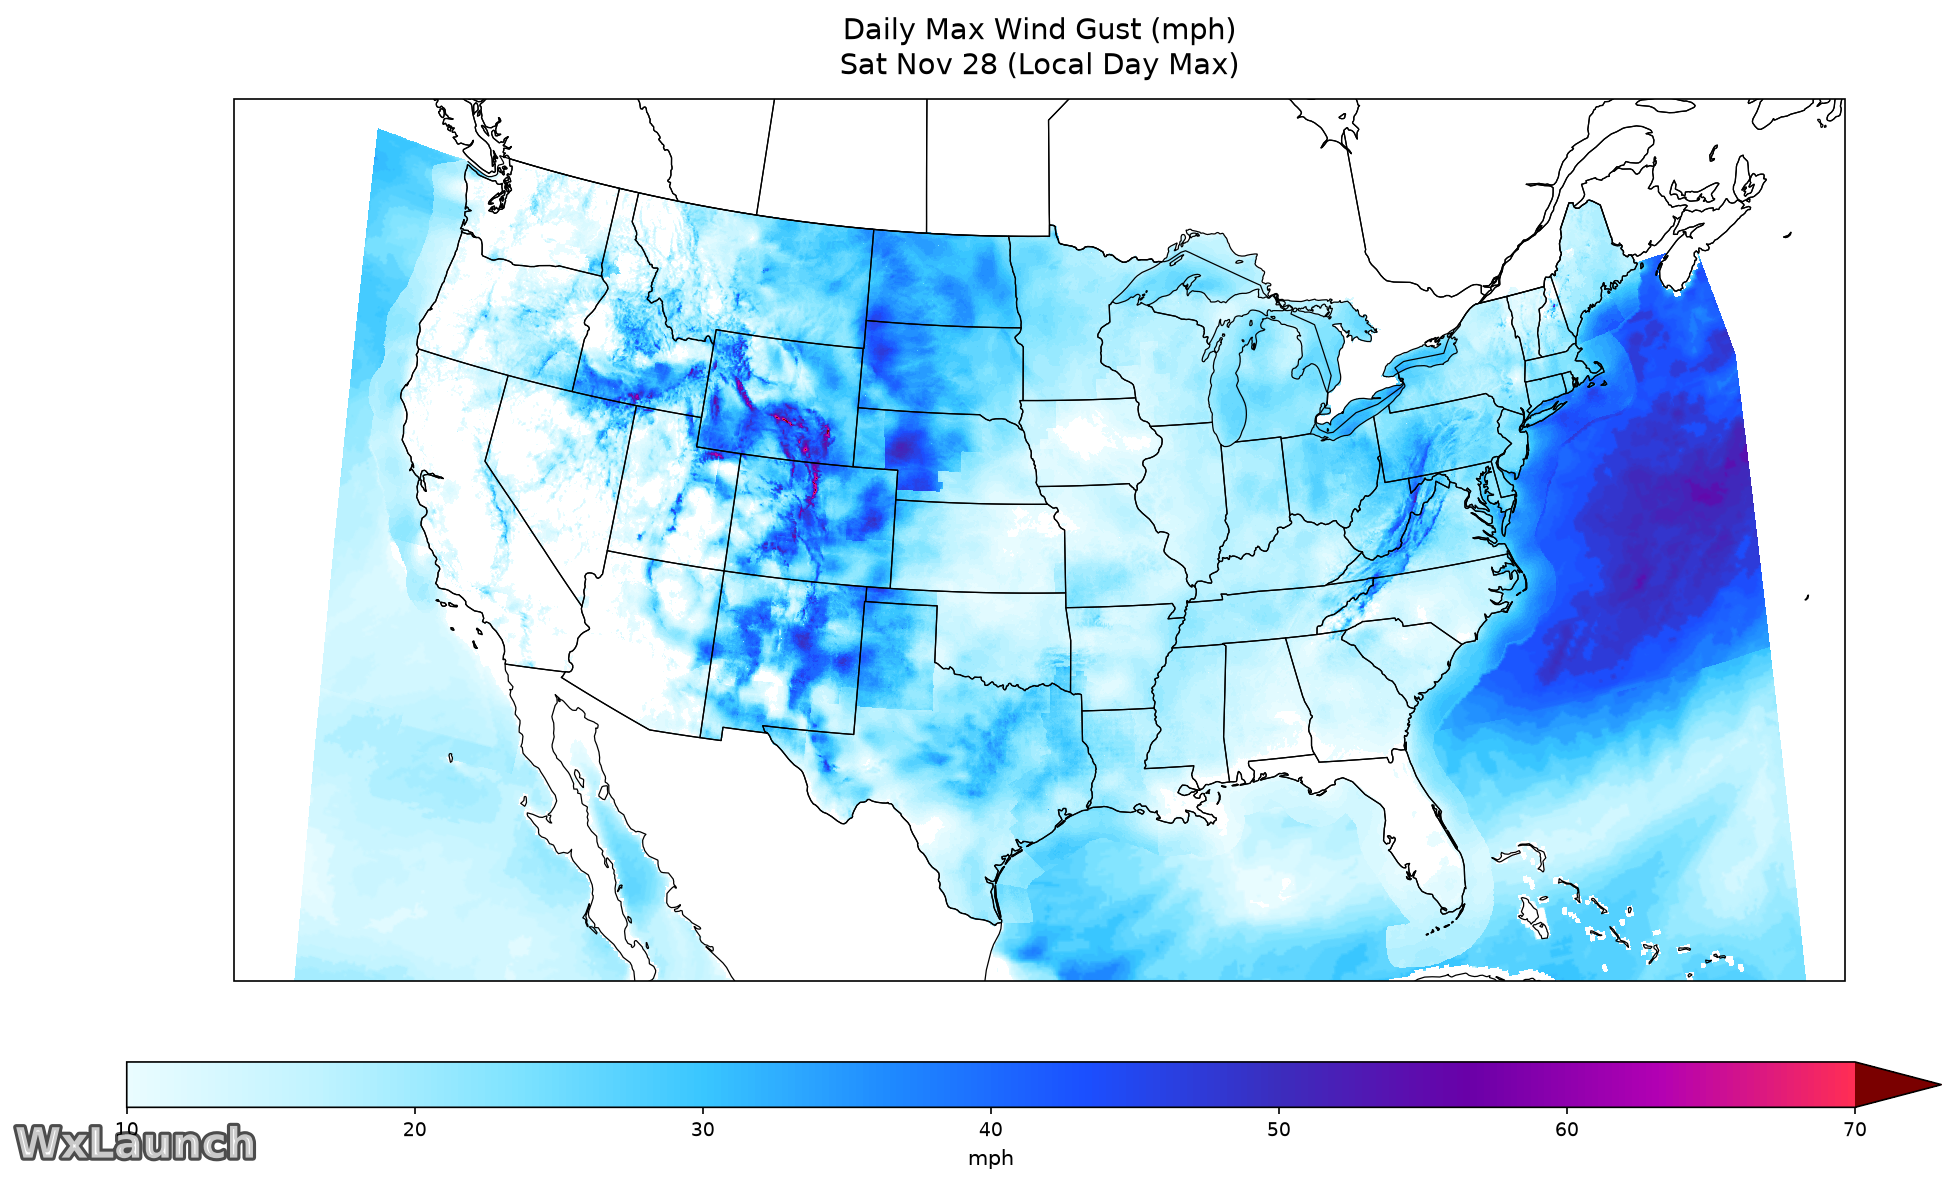 Daily Max Wind Gust (mph)
Sat Nov 28 (Local Day Max)
10 20 30 40 50 60 70
mph
WxLaunch